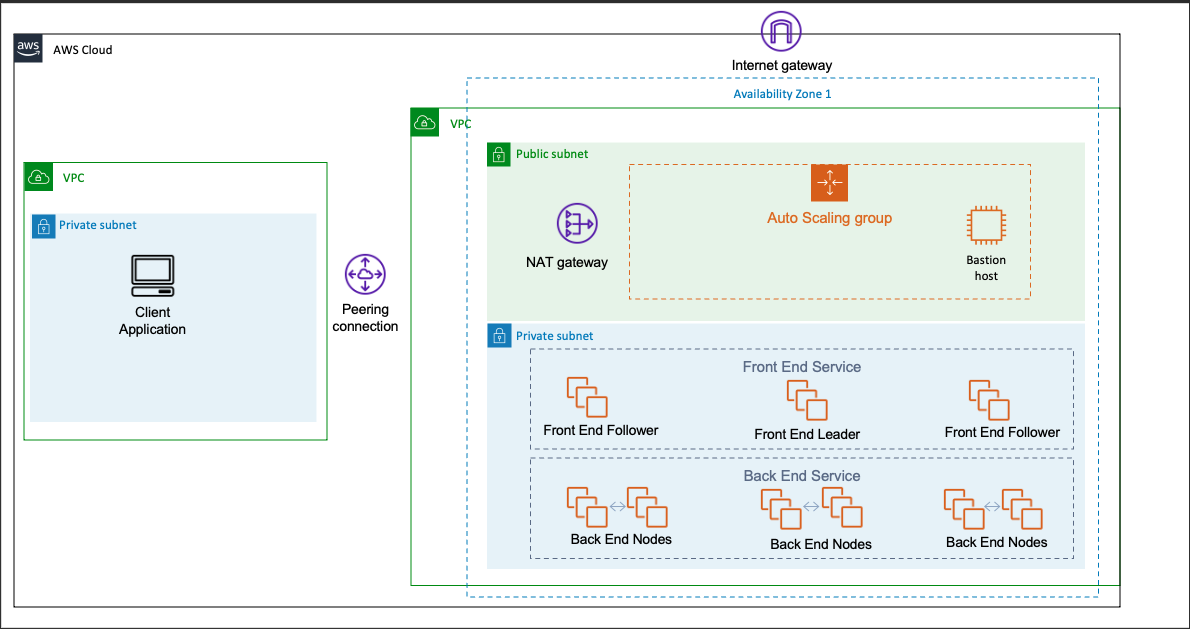 aws
AWS Cloud
Internet gateway
Availability Zone 1
VPC
Public subnet
Auto Scaling group
NAT gateway
Bastion
host
VPC
Private subnet
Client
Application
Peering
connection
Private subnet
Front End Service
Front End Follower
Front End Leader
Front End Follower
Back End Service
Back End Nodes
Back End Nodes
Back End Nodes